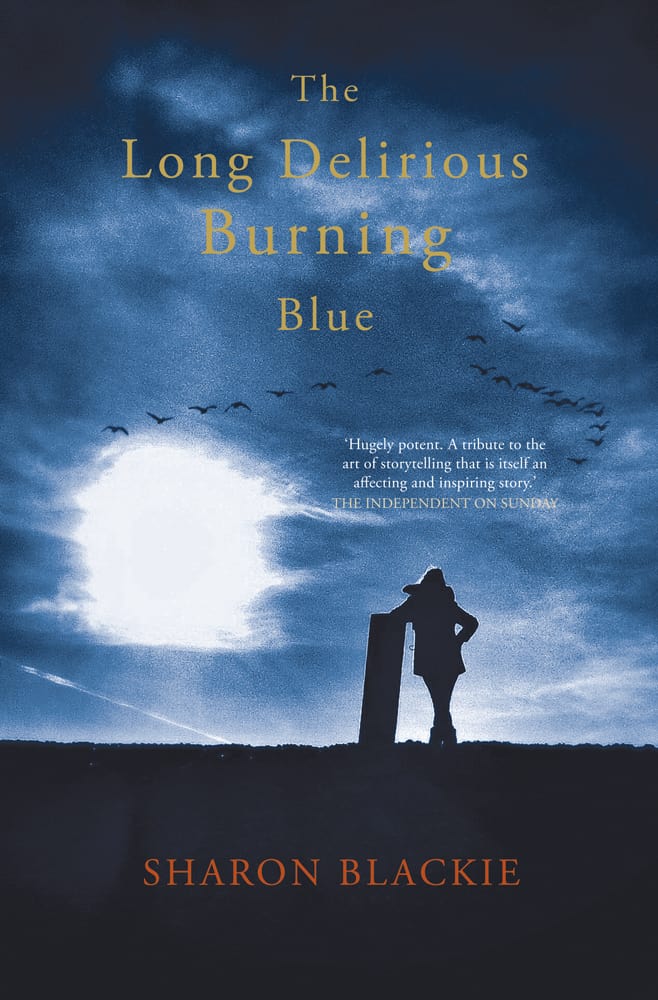 The
Long Delirious
Burning
Blue
‘Hugely potent. A tribute to the
art of storytelling that is itself an
affecting and inspiring story.’
THE INDEPENDENT ON SUNDAY
SHARON BLACKIE